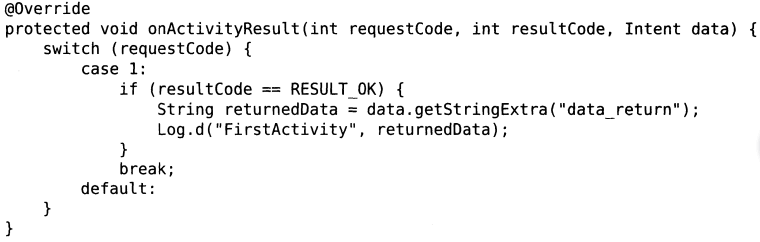 @Override
protected void onActivityResult(int requestCode, int resultCode, Intent data) {
    switch (requestCode) {
        case 1:
            if (resultCode == RESULT_OK) {
                String returnedData = data.getStringExtra("data_return");
                Log.d("FirstActivity", returnedData);
            }
            break;
        default:
    }
}